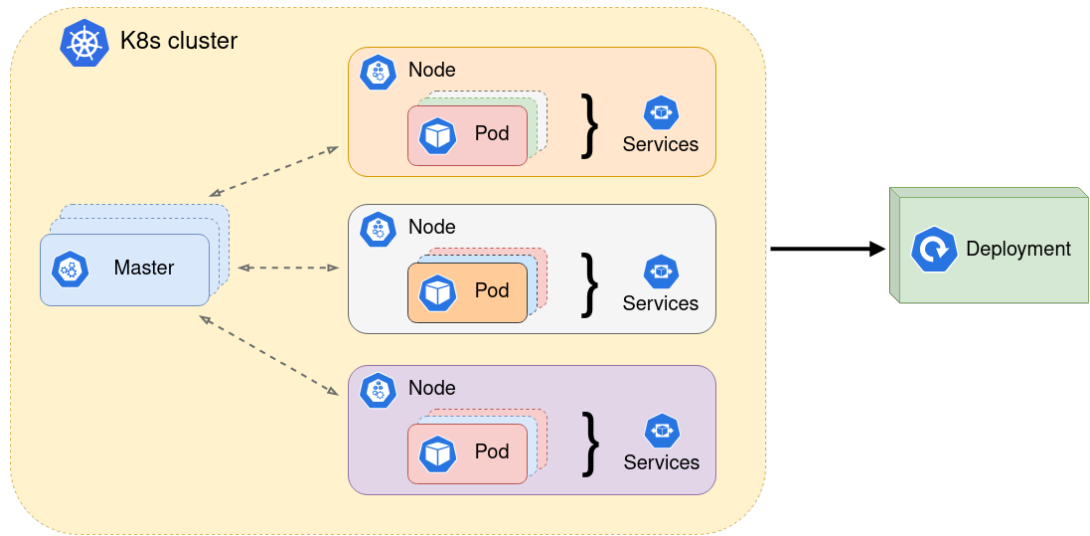 K8s cluster
Node
Pod
Services
Master
Node
Pod
Services
Deployment
Node
Pod
Services